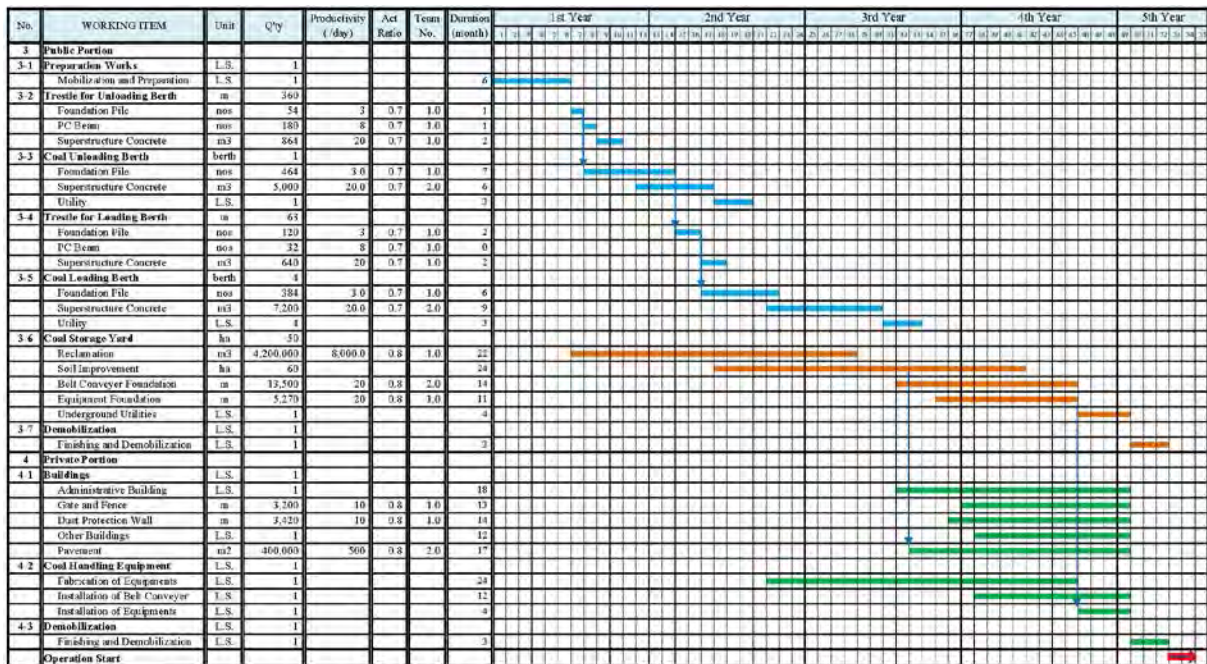 No. WORKING ITEM Unit Q'ty Productivity (/day) Act Ratio Team No. Duration (month) 1st Year 2nd Year 3rd Year 4th Year 5th Year
3 Public Portion
3-1 Preparation Works L.S. 1
Mobilization and Preparation L.S. 1 6
3-2 Trestle for Unloading Berth m 360
Foundation Pile nos 54 3 0.7 1.0 1
PC Beam nos 180 8 0.7 1.0 1
Superstructure Concrete m3 864 20 0.7 1.0 2
3-3 Coal Unloading Berth berth 1
Foundation Pile nos 464 3.0 0.7 1.0 7
Superstructure Concrete m3 5,000 20.0 0.7 2.0 6
Utility L.S. 1 3
3-4 Trestle for Loading Berth m 63
Foundation Pile nos 120 3 0.7 1.0 2
PC Beam nos 32 8 0.7 1.0 0
Superstructure Concrete m3 640 20 0.7 1.0 2
3-5 Coal Loading Berth berth 4
Foundation Pile nos 384 3.0 0.7 1.0 6
Superstructure Concrete m3 7,200 20.0 0.7 2.0 9
Utility L.S. 4 3
3-6 Coal Storage Yard ha 50
Reclamation m3 4,200,000 8,000.0 0.8 1.0 22
Soil Improvement ha 60 24
Belt Conveyer Foundation m 13,500 20 0.8 2.0 14
Equipment Foundation m 5,270 20 0.8 1.0 11
Underground Utilities L.S. 1 4
3-7 Demobilization L.S. 1
Finishing and Demobilization L.S. 1 3
4 Private Portion
4-1 Buildings L.S. 1
Administrative Building L.S. 1 18
Gate and Fence m 3,200 10 0.8 1.0 13
Dust Protection Wall m 3,420 10 0.8 1.0 14
Other Buildings L.S. 1 12
Pavement m2 400,000 500 0.8 2.0 17
4-2 Coal Handling Equipment L.S. 1
Fabrication of Equipments L.S. 1 24
Installation of Belt Conveyer L.S. 1 12
Installation of Equipments L.S. 1 4
4-3 Demobilization L.S. 1
Finishing and Demobilization L.S. 1 3
Operation Start